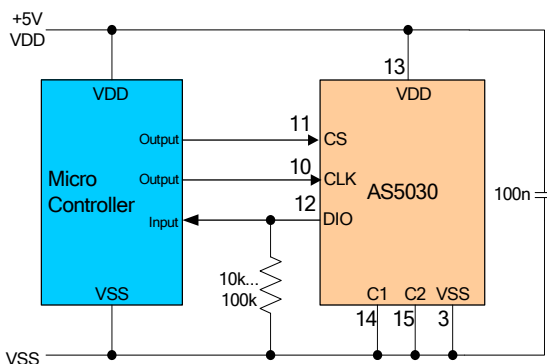 +5V
VDD
13
VDD
VDD
Output
11
CS
Micro
Controller
Output
10
CLK
AS5030
100n
Input
12
DIO
10k...
100k
VSS
C1
C2
VSS
14
15
3
VSS